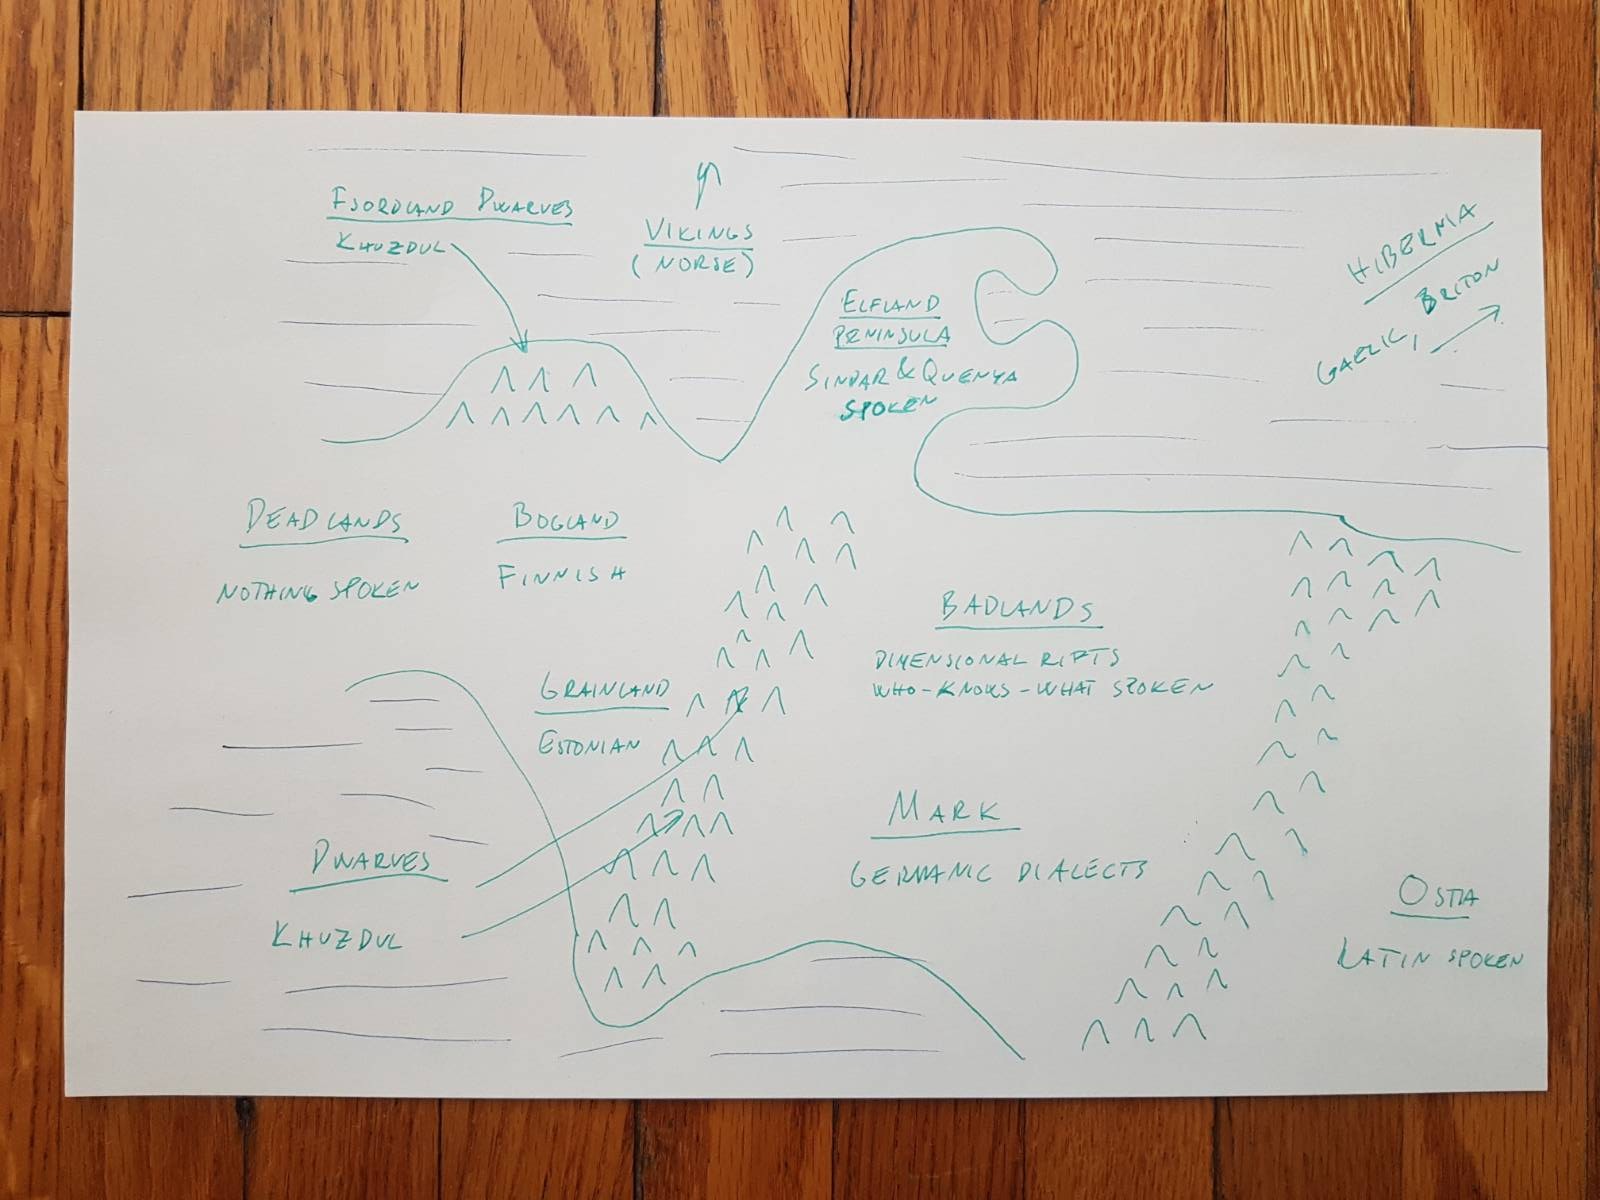 FJORDLAND DWARVES
KHUZDUL
VIKINGS
(NORSE)
ELFLAND
PENINSULA
SINDAR & QUENYA
SPOKEN
HIBERNIA
GAELIC, BRITON
DEADLANDS
NOTHING SPOKEN
BOGLAND
FINNISH
BADLANDS
DIMENSIONAL RIFTS
WHO-KNOWS-WHAT SPOKEN
GRAINLAND
ESTONIAN
MARK
GERMANIC DIALECTS
DWARVES
KHUZDUL
OSTIA
LATIN SPOKEN